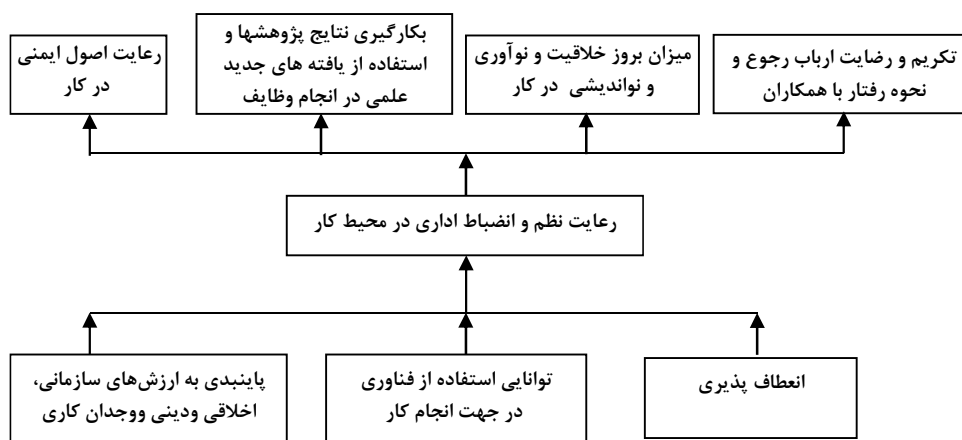 تکریم و رضایت ارباب رجوع و
نحوه رفتار با همکاران
میزان بروز خلاقیت و نوآوری
و نواندیشی در کار
بکارگیری نتایج پژوهشها و
استفاده از یافته های جدید
علمی در انجام وظایف
رعایت اصول ایمنی
در کار
رعایت نظم و انضباط اداری در محیط کار
انعطاف پذیری
توانایی استفاده از فناوری
در جهت انجام کار
پاینبدی به ارزش‌های سازمانی،
اخلاقی ودینی ووجدان کاری